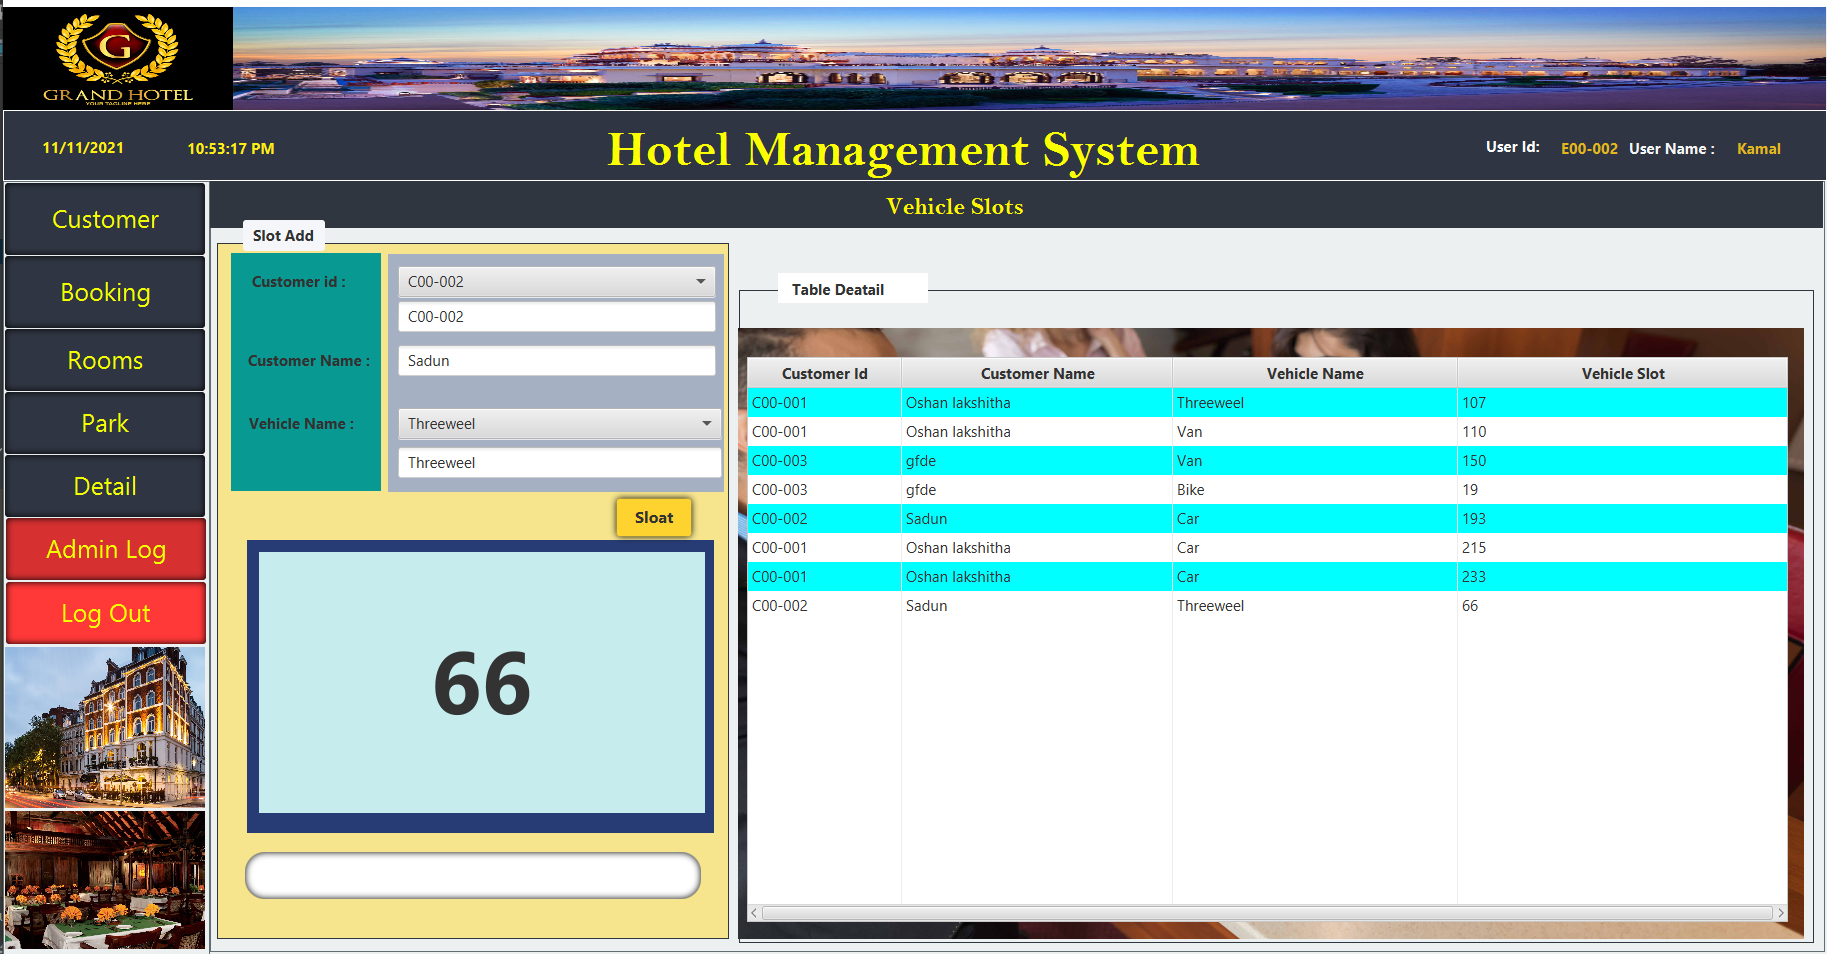 G
GRAND HOTEL
YOUR TAGLINE HERE
11/11/2021 10:53:17 PM
Hotel Management System
User Id: E00-002 User Name : Kamal
Customer
Booking
Rooms
Park
Detail
Admin Log
Log Out
Vehicle Slots
Slot Add
Customer id : C00-002
C00-002
Customer Name : Sadun
Vehicle Name : Threeweel
Threeweel
Sloat
66
Table Deatail
Customer Id Customer Name Vehicle Name Vehicle Slot
C00-001 Oshan lakshitha Threeweel 107
C00-001 Oshan lakshitha Van 110
C00-003 gfde Van 150
C00-003 gfde Bike 19
C00-002 Sadun Car 193
C00-001 Oshan lakshitha Car 215
C00-001 Oshan lakshitha Car 233
C00-002 Sadun Threeweel 66